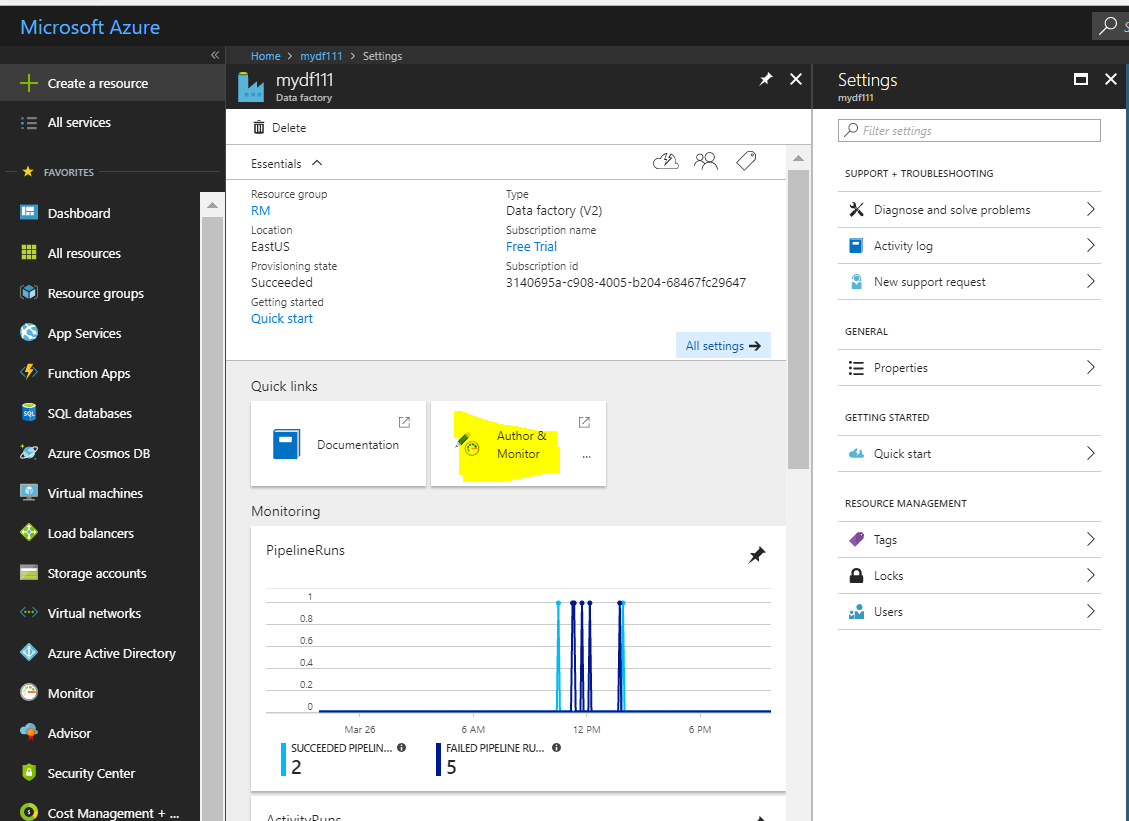 Microsoft Azure
Home > mydf111 > Settings
Create a resource
All services
FAVORITES
Dashboard
All resources
Resource groups
App Services
Function Apps
SQL databases
Azure Cosmos DB
Virtual machines
Load balancers
Storage accounts
Virtual networks
Azure Active Directory
Monitor
Advisor
Security Center
Cost Management + ...
mydf111
Data factory
Delete
Essentials
Resource group
RM
Location
EastUS
Provisioning state
Succeeded
Getting started
Quick start
Type
Data factory (V2)
Subscription name
Free Trial
Subscription id
3140695a-c908-4005-b204-68467fc29647
All settings
Quick links
Documentation
Author &
Monitor
...
Monitoring
PipelineRuns
1
0.8
0.6
0.4
0.2
0
Mar 26
6 AM
12 PM
6 PM
SUCCEEDED PIPELIN...
2
FAILED PIPELINE RU...
5
ActivityRuns
Settings
mydf111
Filter settings
SUPPORT + TROUBLESHOOTING
Diagnose and solve problems
Activity log
New support request
GENERAL
Properties
GETTING STARTED
Quick start
RESOURCE MANAGEMENT
Tags
Locks
Users